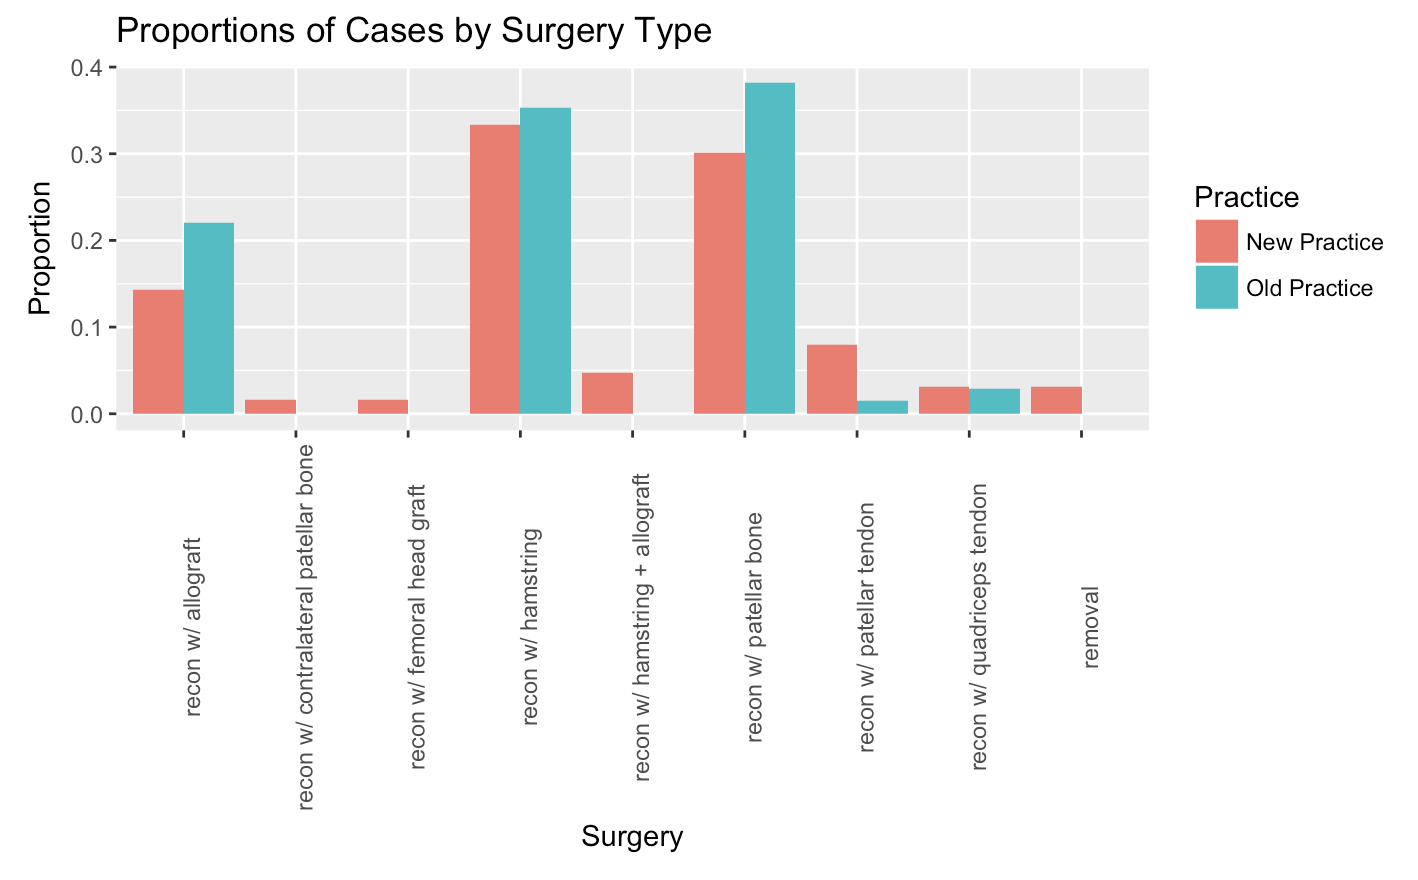 Proportions of Cases by Surgery Type
0.4
0.3
0.2
0.1
0.0
Proportion
recon w/ allograft
recon w/ contralateral patellar bone
recon w/ femoral head graft
recon w/ hamstring
recon w/ hamstring + allograft
recon w/ patellar bone
recon w/ patellar tendon
recon w/ quadriceps tendon
removal
Surgery
Practice
New Practice
Old Practice